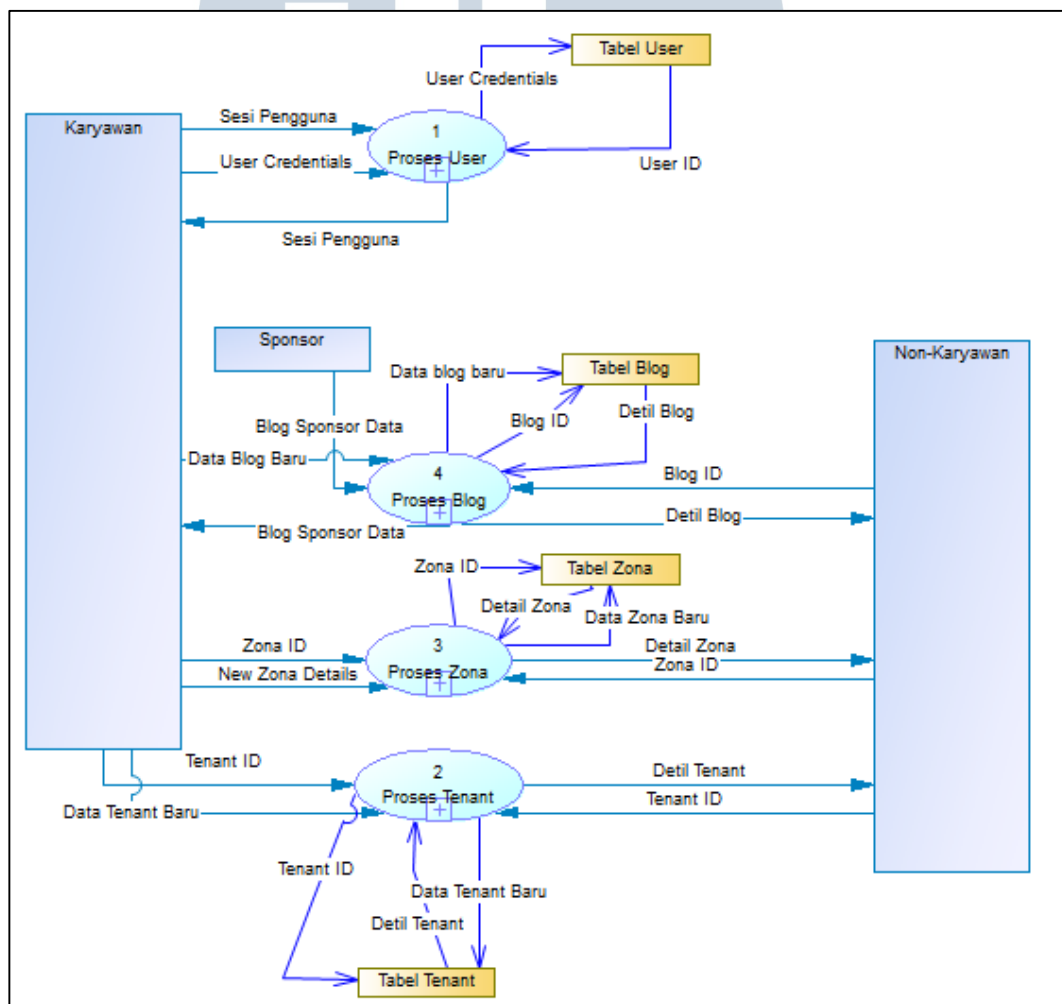 Tabel User
User Credentials
Karyawan
Sesi Pengguna
1
Proses User
User Credentials
User ID
Sesi Pengguna
Sponsor
Non-Karyawan
Data blog baru
Tabel Blog
Blog ID
Detil Blog
Blog Sponsor Data
Data Blog Baru
4
Proses Blog
Blog ID
Blog Sponsor Data
Detil Blog
Zona ID
Tabel Zona
Detail Zona
Data Zona Baru
Zona ID
3
Proses Zona
Detail Zona
Zona ID
New Zona Details
Tenant ID
2
Proses Tenant
Detil Tenant
Data Tenant Baru
Tenant ID
Tenant ID
Data Tenant Baru
Detil Tenant
Tabel Tenant